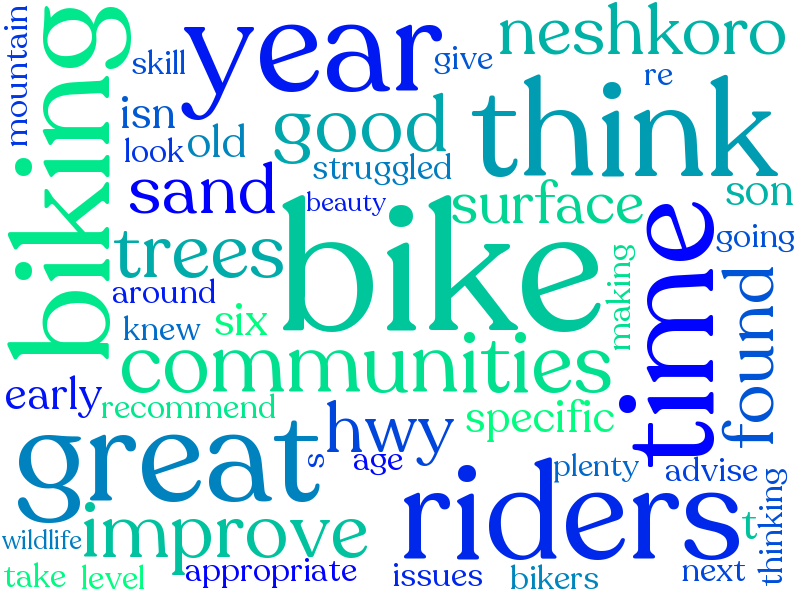 mountain
biking
skill
year
give
neshkoro
re
isn
look
old
good
think
struggled
sand
beauty
surface
son
trees
bike
time
going
around
making
knew
six
found
communities
early
recommend
hwy
specific
great
s
age
riders
plenty
advise
thinking
wildlife
improve
t
take
level
appropriate
issues
bikers
next